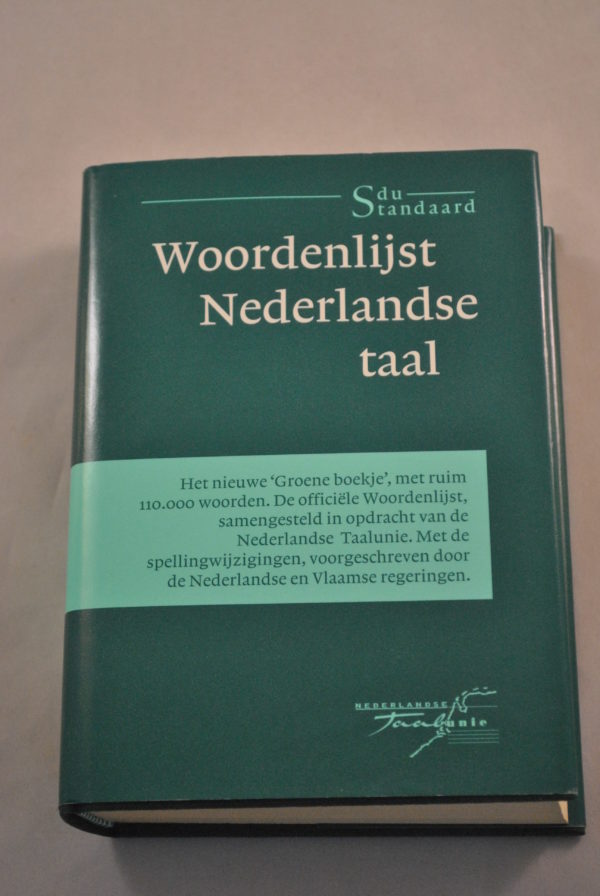 Sdu
Standaard
Woordenlijst
Nederlandse
taal
Het nieuwe ‘Groene boekje’, met ruim
110.000 woorden. De officiële Woordenlijst,
samengesteld in opdracht van de
Nederlandse Taalunie. Met de
spellingwijzigingen, voorgeschreven door
de Nederlandse en Vlaamse regeringen.
NEDERLANDSE
Taalunie